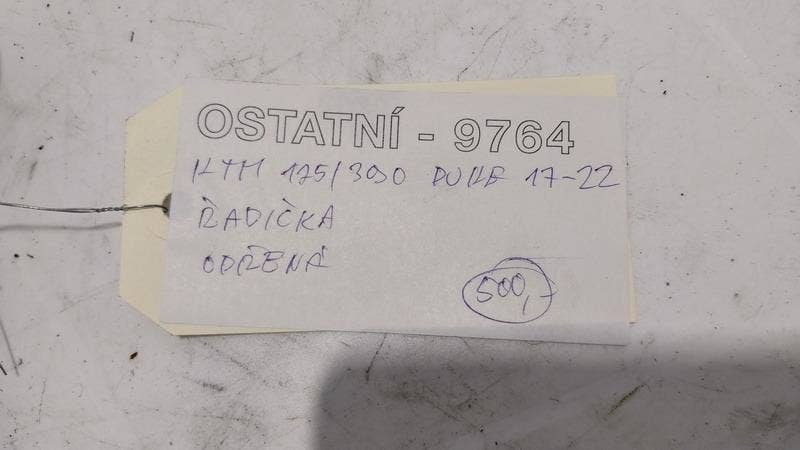 OSTATNÍ - 9764
KTM 125/390 DUKE 17-22
ŘADIČKA
ODŘENÁ
500,-